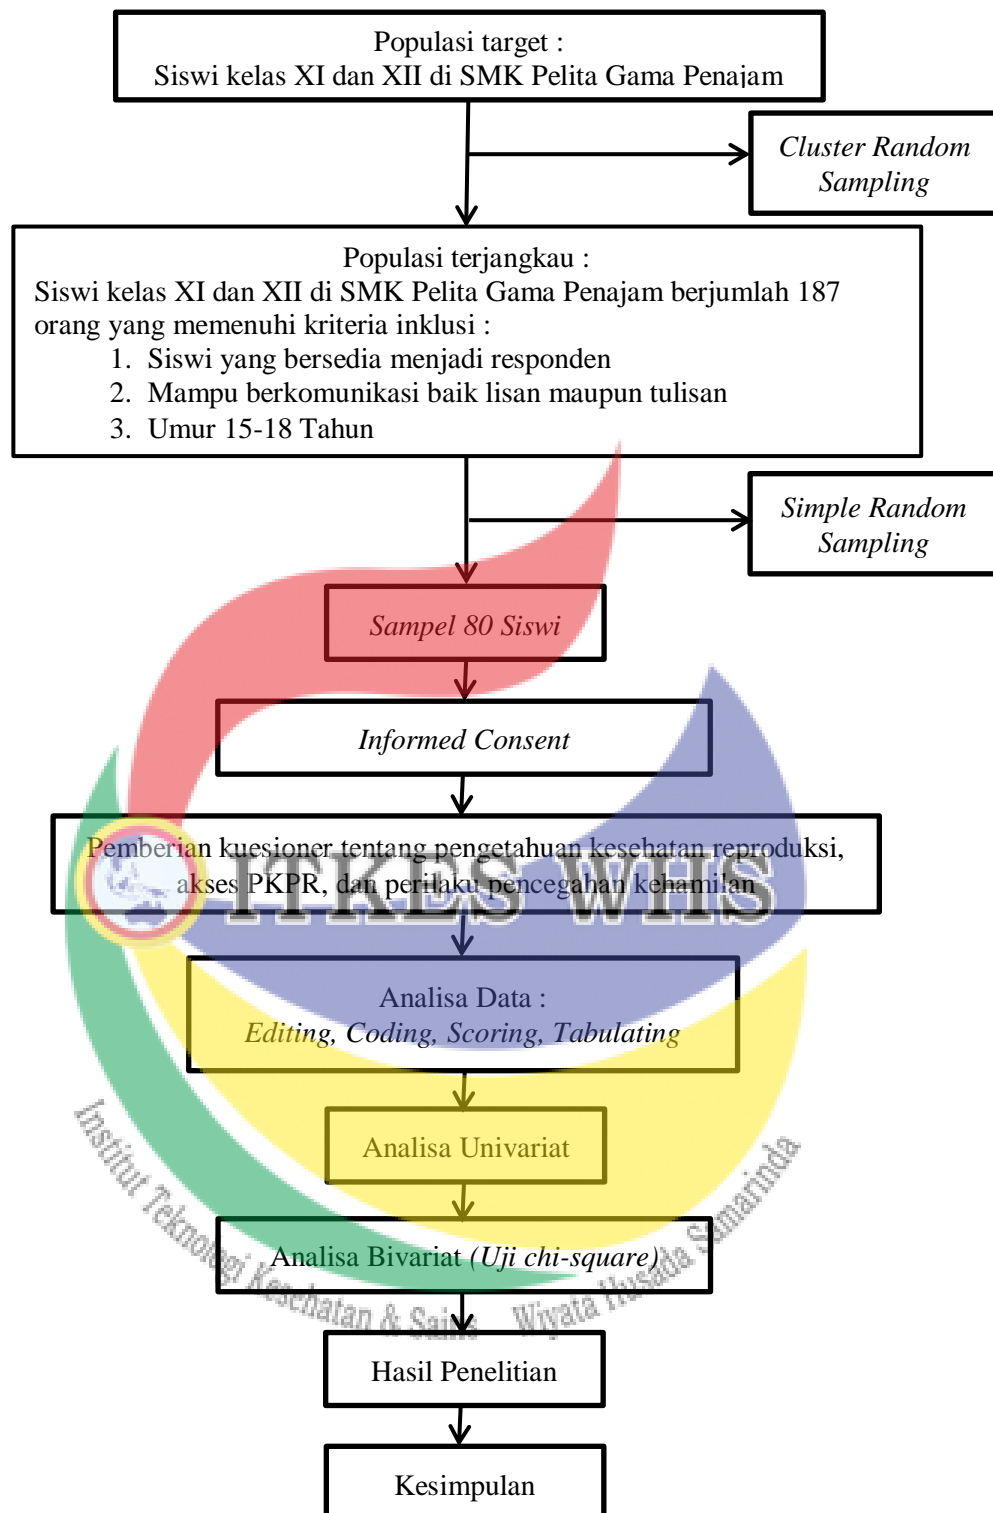 Populasi target :
Siswi kelas XI dan XII di SMK Pelita Gama Penajam
Cluster Random
Sampling
Populasi terjangkau :
Siswi kelas XI dan XII di SMK Pelita Gama Penajam berjumlah 187
orang yang memenuhi kriteria inklusi :
1. Siswi yang bersedia menjadi responden
2. Mampu berkomunikasi baik lisan maupun tulisan
3. Umur 15-18 Tahun
Simple Random
Sampling
Sampel 80 Siswi
Informed Consent
Pemberian kuesioner tentang pengetahuan kesehatan reproduksi,
akses PKPR, dan perilaku pencegahan kehamilan
ITKES WHS
Analisa Data :
Editing, Coding, Scoring, Tabulating
Analisa Univariat
Analisa Bivariat (Uji chi-square)
Institut Teknologi Kesehatan & Sains Wiyata Husada Samarinda
Hasil Penelitian
Kesimpulan